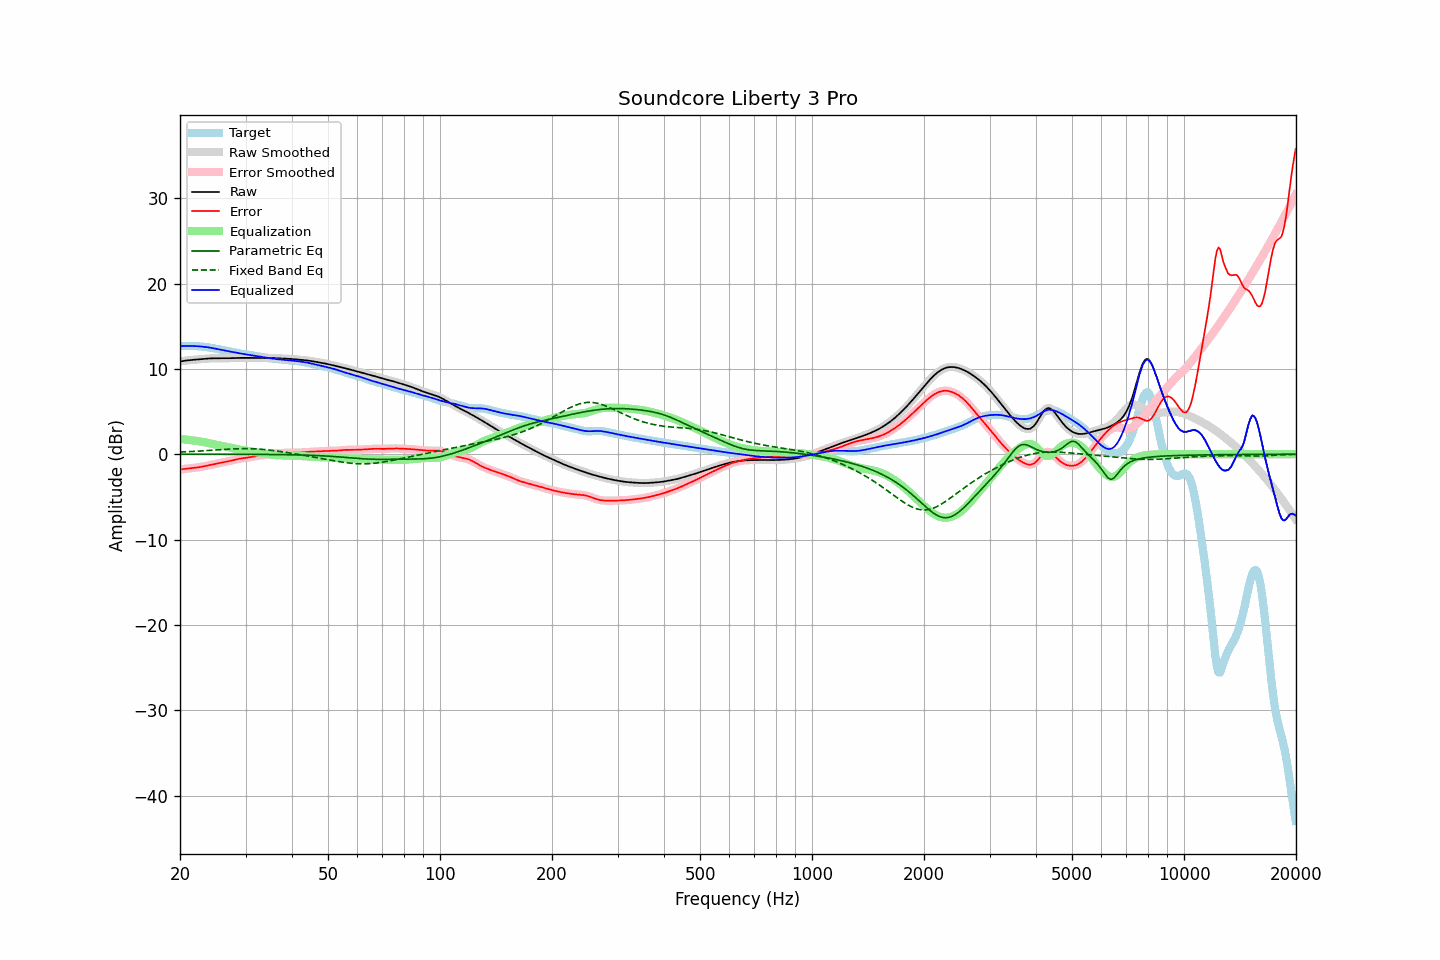 Soundcore Liberty 3 Pro
Target
Raw Smoothed
Error Smoothed
Raw
Error
Equalization
Parametric Eq
Fixed Band Eq
Equalized
Amplitude (dBr)
30
20
10
0
−10
−20
−30
−40
20 50 100 200 500 1000 2000 5000 10000 20000
Frequency (Hz)